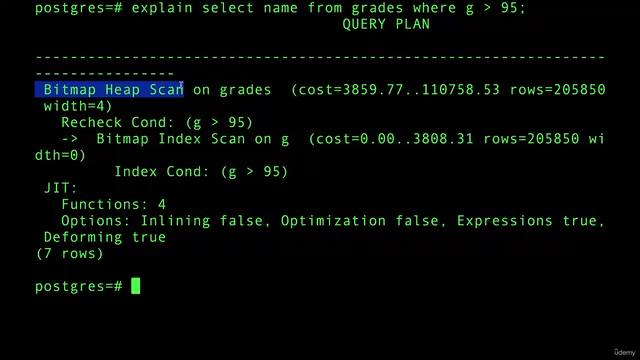 postgres=# explain select name from grades where g > 95;
QUERY PLAN
-----------------------------------------------------------------
----------------
Bitmap Heap Scan on grades  (cost=3859.77..110758.53 rows=205850
width=4)
Recheck Cond: (g > 95)
->  Bitmap Index Scan on g  (cost=0.00..3808.31 rows=205850 wi
dth=0)
Index Cond: (g > 95)
JIT:
Functions: 4
Options: Inlining false, Optimization false, Expressions true,
Deforming true
(7 rows)
postgres=#
udemy